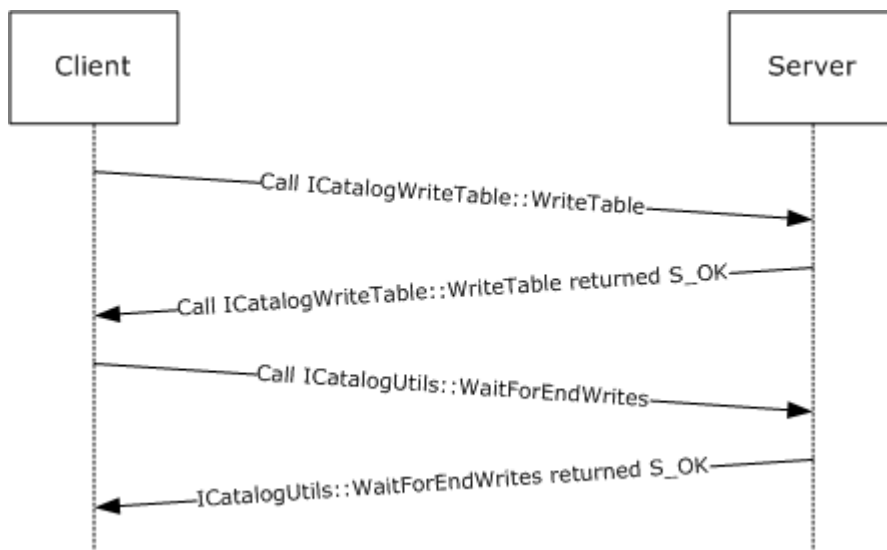 Client
Server
Call ICatalogWriteTable::WriteTable
Call ICatalogWriteTable::WriteTable returned S_OK
Call ICatalogUtils::WaitForEndWrites
ICatalogUtils::WaitForEndWrites returned S_OK